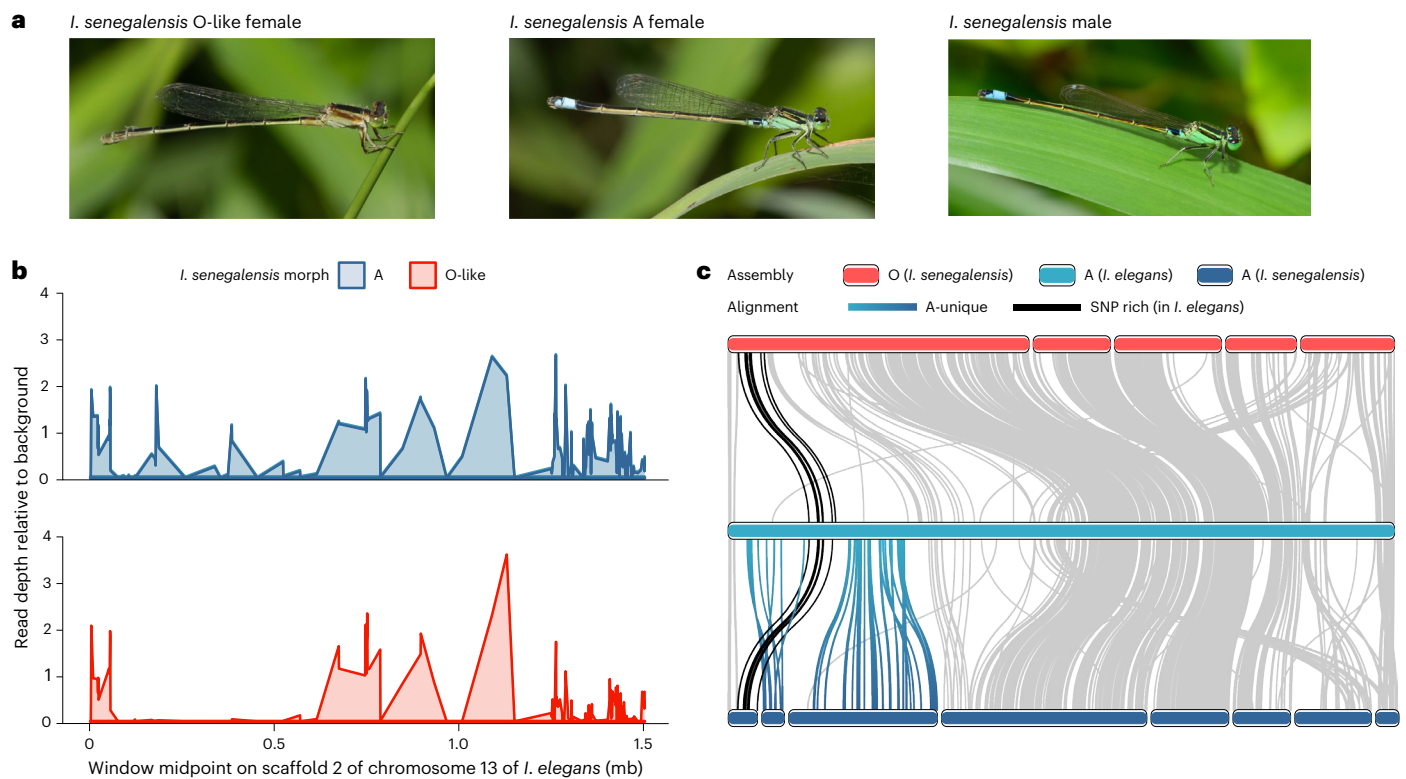 a
I. senegalensis O-like female
I. senegalensis A female
I. senegalensis male
b
I. senegalensis morph
A
O-like
Read depth relative to background
4
3
2
1
0
4
3
2
1
0
0
0.5
1.0
1.5
Window midpoint on scaffold 2 of chromosome 13 of I. elegans (mb)
c
Assembly
O (I. senegalensis)
A (I. elegans)
A (I. senegalensis)
Alignment
A-unique
SNP rich (in I. elegans)